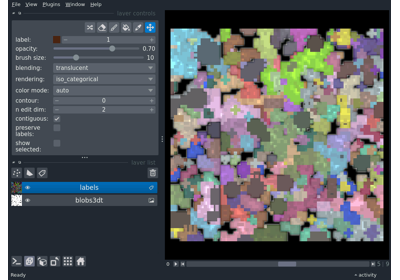 File View Plugins Window Help
layer controls
label: 1
opacity: 0.70
brush size: 10
blending: translucent
rendering: iso_categorical
color mode: auto
contour: 0
n edit dim: 2
contiguous:
preserve
labels:
show
selected:
layer list
labels
blobs3dt
Ready
activity